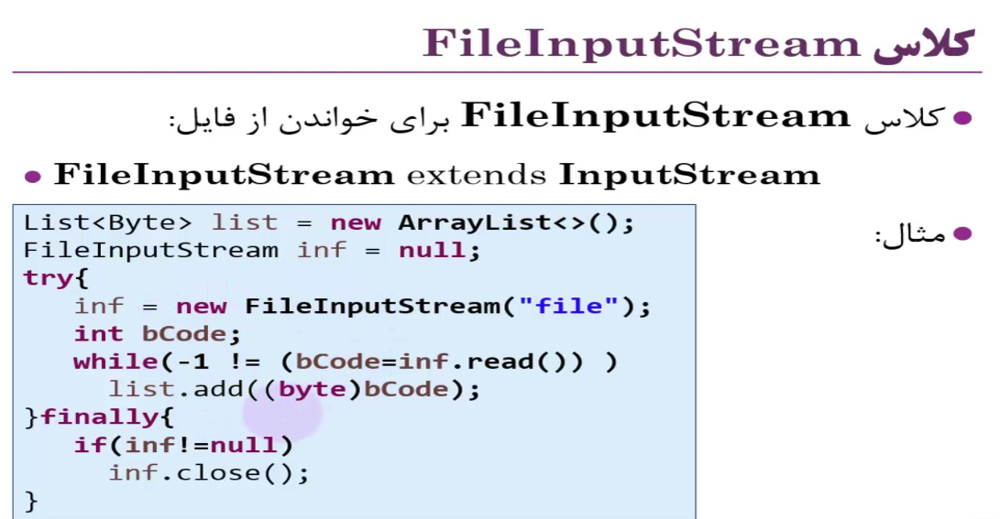 کلاس FileInputStream
• کلاس FileInputStream برای خواندن از فایل:
• FileInputStream extends InputStream
• مثال:
List<Byte> list = new ArrayList<>();
FileInputStream inf = null;
try{
   inf = new FileInputStream("file");
   int bCode;
   while(-1 != (bCode=inf.read()) )
     list.add((byte)bCode);
}finally{
   if(inf!=null)
     inf.close();
}